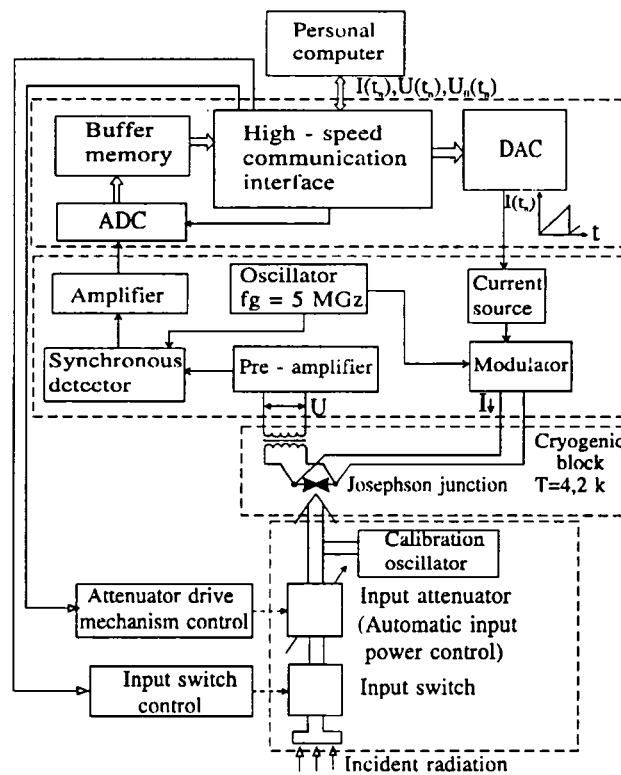 Personal
computer
I(tₙ),U(tₙ),Uₗₗ(tₙ)
Buffer
memory
High - speed
communication
interface
DAC
ADC
I(tₙ)
t
Amplifier
Oscillator
fg = 5 MGz
Current
source
Synchronous
detector
Pre - amplifier
Modulator
U
I
Cryogenic
block
T=4,2 k
Josephson junction
Calibration
oscillator
Attenuator drive
mechanism control
Input attenuator
(Automatic input
power control)
Input switch
control
Input switch
Incident radiation